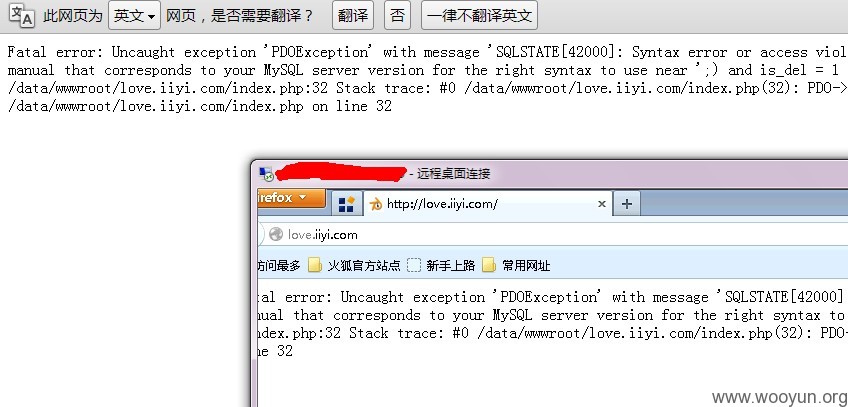 此网页为 英文 网页，是否需要翻译？ 翻译 否 一律不翻译英文
Fatal error: Uncaught exception 'PDOException' with message 'SQLSTATE[42000]: Syntax error or access viol
manual that corresponds to your MySQL server version for the right syntax to use near ';) and is_del = 1
/data/wwwroot/love.iiyi.com/index.php:32 Stack trace: #0 /data/wwwroot/love.iiyi.com/index.php(32): PDO->
/data/wwwroot/love.iiyi.com/index.php on line 32
- 远程桌面连接
irefox
http://love.iiyi.com/
love.iiyi.com
访问最多 火狐官方站点 新手上路 常用网址
tal error: Uncaught exception 'PDOException' with message 'SQLSTATE[42000]
nual that corresponds to your MySQL server version for the right syntax to
ndex.php:32 Stack trace: #0 /data/wwwroot/love.iiyi.com/index.php(32): PDO-
ne 32
www.wooyun.org